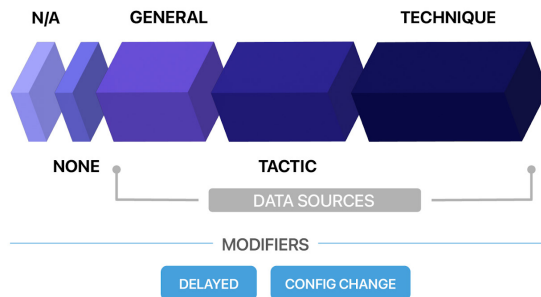 N/A GENERAL TECHNIQUE
NONE TACTIC
DATA SOURCES
MODIFIERS
DELAYED CONFIG CHANGE